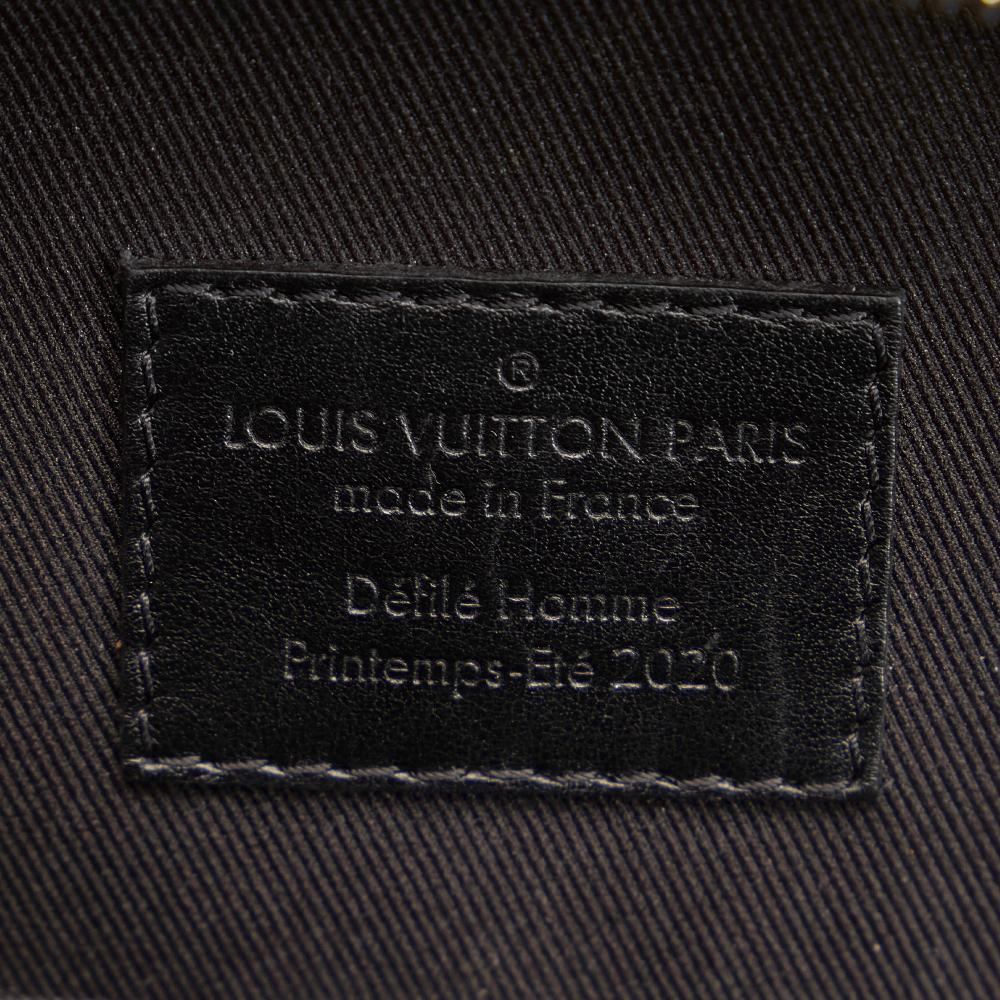 ®
LOUIS VUITTON PARIS
made in France
Défilé Homme
Printemps-Eté 2020